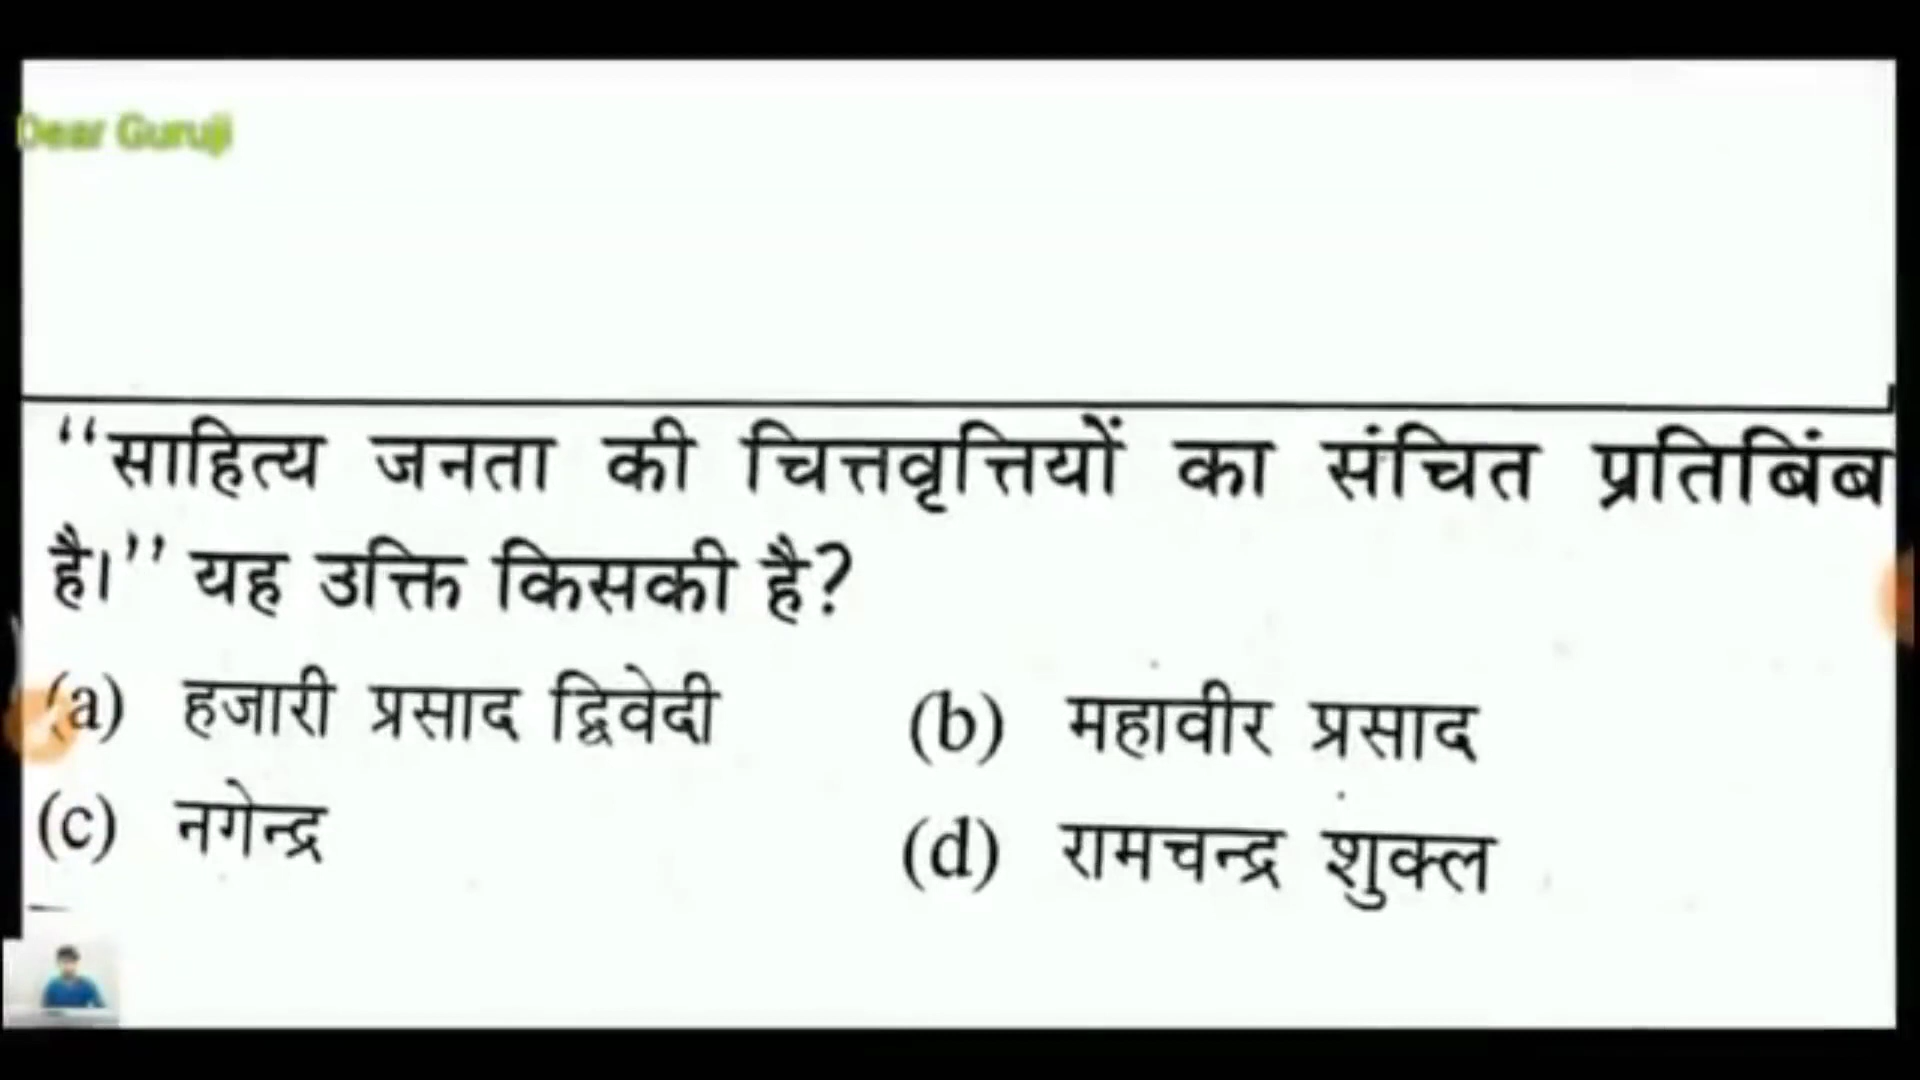 Dear Guruji
‘‘साहित्य जनता की चित्तवृत्तियों का संचित प्रतिबिंब
है।’’ यह उक्ति किसकी है?
(a) हजारी प्रसाद द्विवेदी (b) महावीर प्रसाद
(c) नगेन्द्र (d) रामचन्द्र शुक्ल